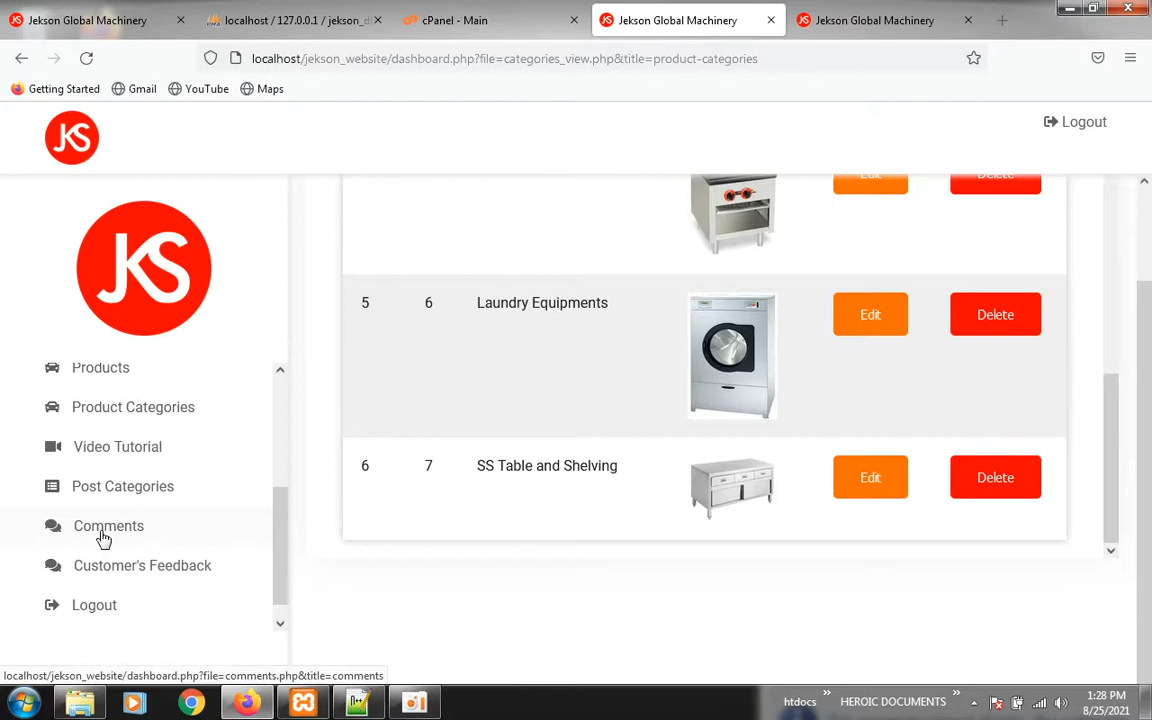 Jekson Global Machinery
localhost / 127.0.0.1 / jekson_d
cPanel - Main
Jekson Global Machinery
Jekson Global Machinery
localhost/jekson_website/dashboard.php?file=categories_view.php&title=product-categories
Getting Started
Gmail
YouTube
Maps
JKS
Logout
JKS
Products
Product Categories
Video Tutorial
Post Categories
Comments
Customer's Feedback
Logout
Edit
Delete
5 6 Laundry Equipments Edit Delete
6 7 SS Table and Shelving Edit Delete
localhost/jekson_website/dashboard.php?file=comments.php&title=comments
htdocs
HEROIC DOCUMENTS
1:28 PM
8/25/2021